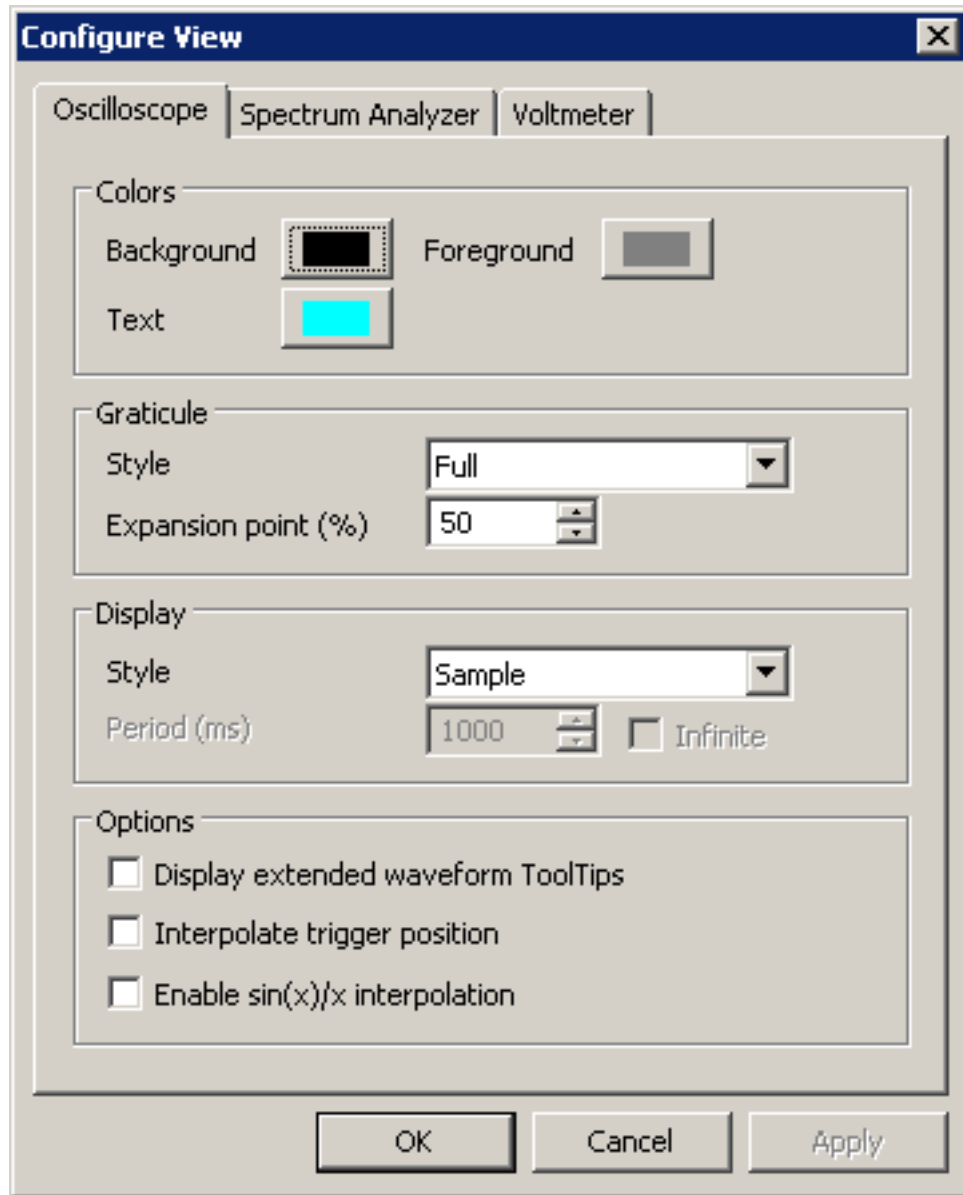 Configure View
Oscilloscope Spectrum Analyzer Voltmeter
Colors
Background Foreground
Text
Graticule
Style Full
Expansion point (%) 50
Display
Style Sample
Period (ms) 1000 Infinite
Options
Display extended waveform ToolTips
Interpolate trigger position
Enable sin(x)/x interpolation
OK Cancel Apply